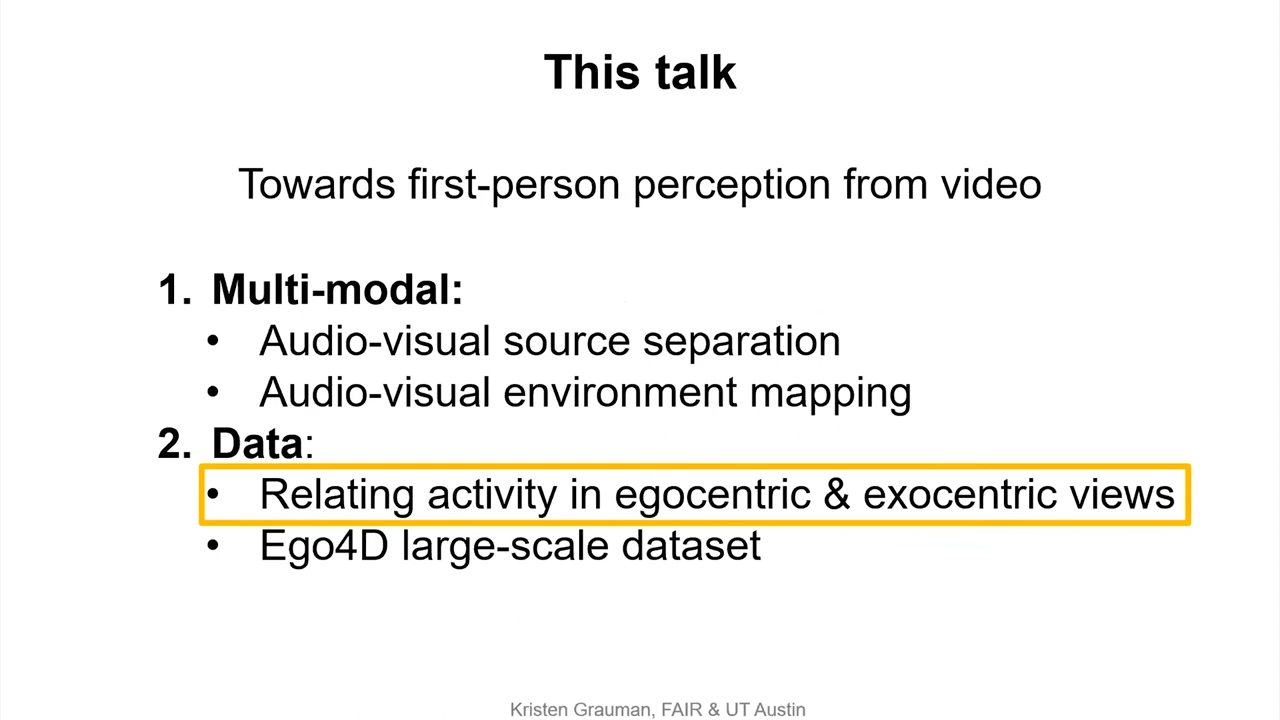 This talk
Towards first-person perception from video
1. Multi-modal:
• Audio-visual source separation
• Audio-visual environment mapping
2. Data:
• Relating activity in egocentric & exocentric views
• Ego4D large-scale dataset
Kristen Grauman, FAIR & UT Austin